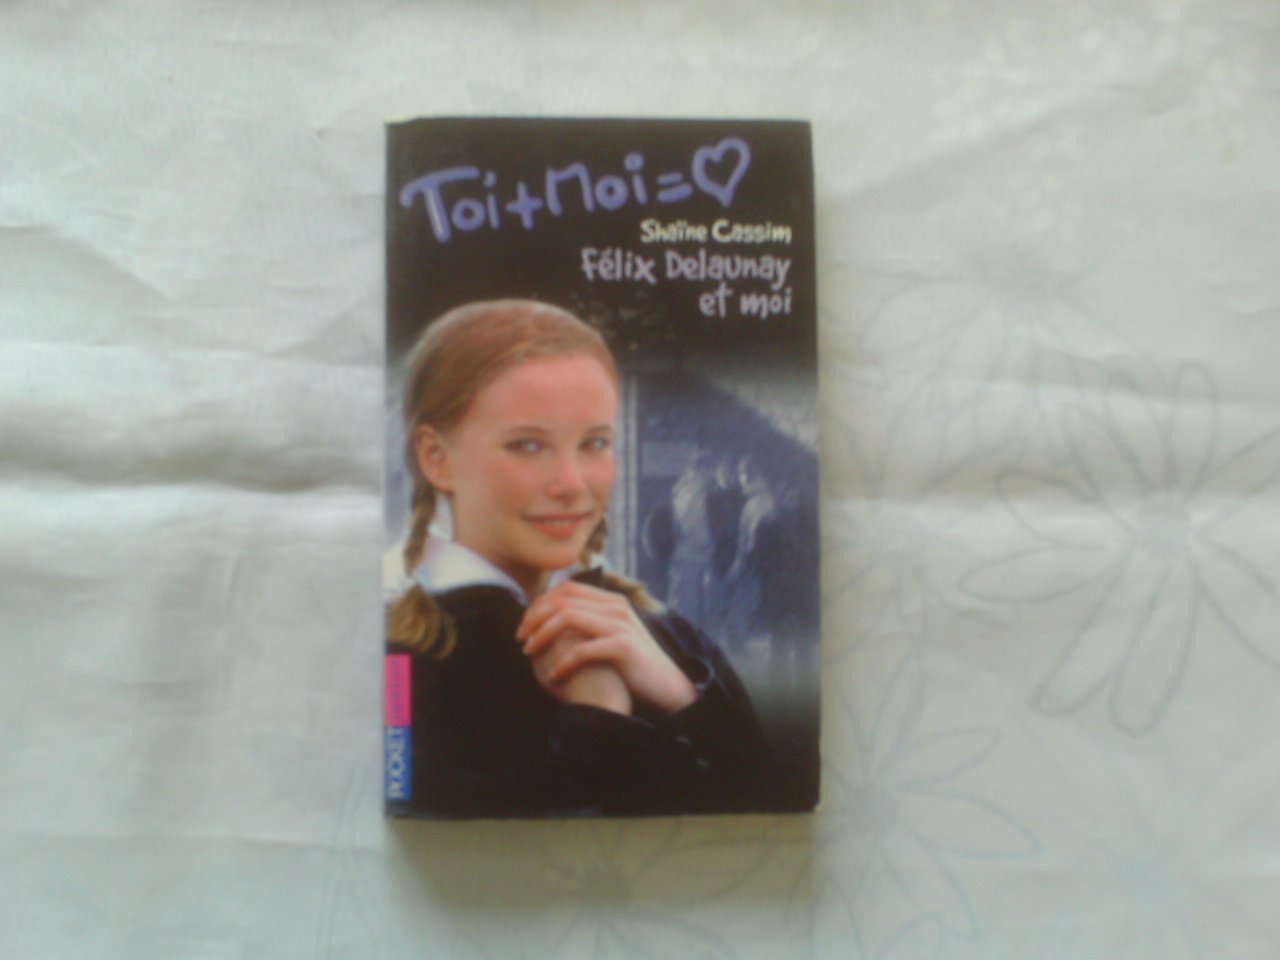 Toi+Moi=♡
Shaïne Cassim
Félix Delaunay
et moi
POCKET